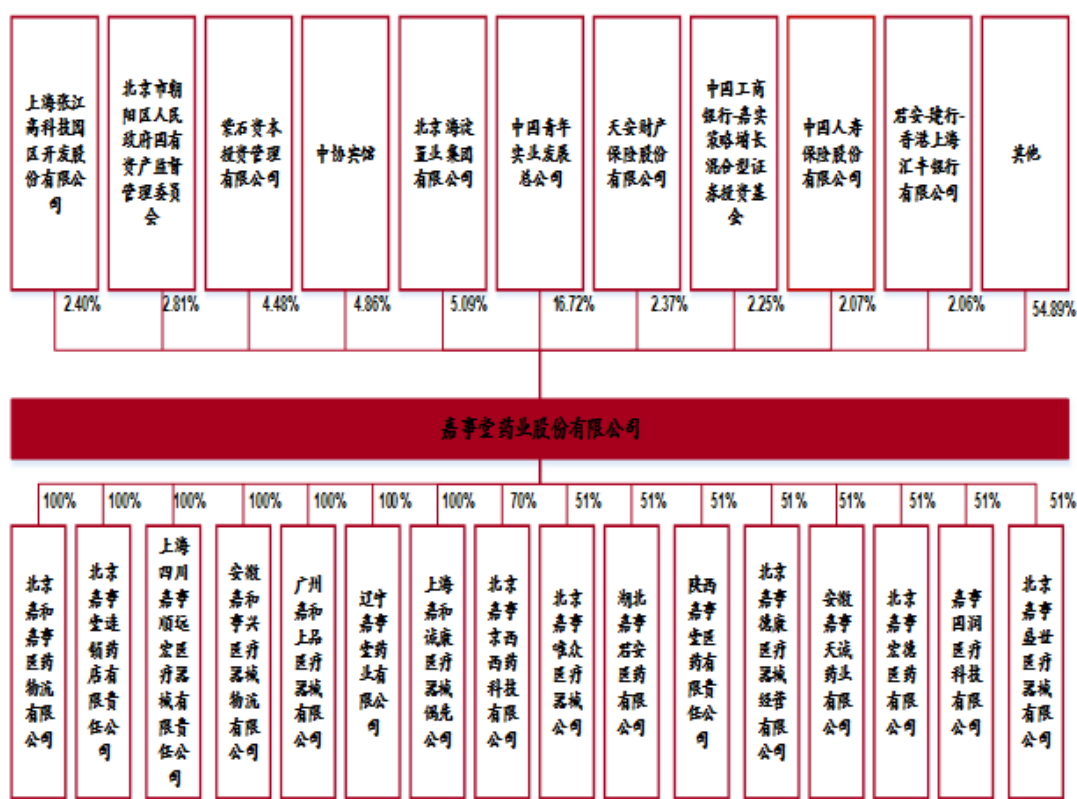 上海张江
高科技园
区开发股
份有限公
司
北京市朝
阳区人民
政府国有
资产监督
管理委员
会
荣石资本
投资管理
有限公司
中协宾馆
北京海淀
置业集团
有限公司
中国青年
实业发展
总公司
天安财产
保险股份
有限公司
中国工商
银行-嘉实
策略增长
混合型证
券投资基
金
中国人寿
保险股份
有限公司
君安-建行-
香港上海
汇丰银行
有限公司
其他
2.40%
2.81%
4.48%
4.86%
5.09%
16.72%
2.37%
2.25%
2.07%
2.06%
54.89%
嘉事堂药业股份有限公司
100%
100%
100%
100%
100%
100%
100%
70%
51%
51%
51%
51%
51%
51%
51%
51%
北京
嘉和
嘉事
医药
物流
有限
公司
北京
嘉事
堂连
锁药
店有
限责
任公
司
上海
四川
嘉事
顺远
宏医
疗器
械有
限责
任公
司
安徽
嘉和
事兴
医疗
器械
物流
有限
公司
广州
嘉和
上品
医疗
器械
有限
公司
辽宁
嘉事
堂药
业有
限公
司
上海
嘉和
诚康
医疗
器械
有限
公司
北京
嘉事
京西
西药
科技
有限
公司
北京
嘉事
唯众
医疗
器械
公司
湖北
嘉事
君安
医药
有限
公司
陕西
嘉事
堂医
药有
限责
任公
司
北京
嘉事
德康
医疗
器械
经营
有限
公司
安徽
嘉事
天诚
药业
有限
公司
北京
嘉事
宏德
医药
有限
公司
嘉事
国润
医疗
科技
有限
公司
北京
嘉事
盛世
医疗
器械
有限
公司